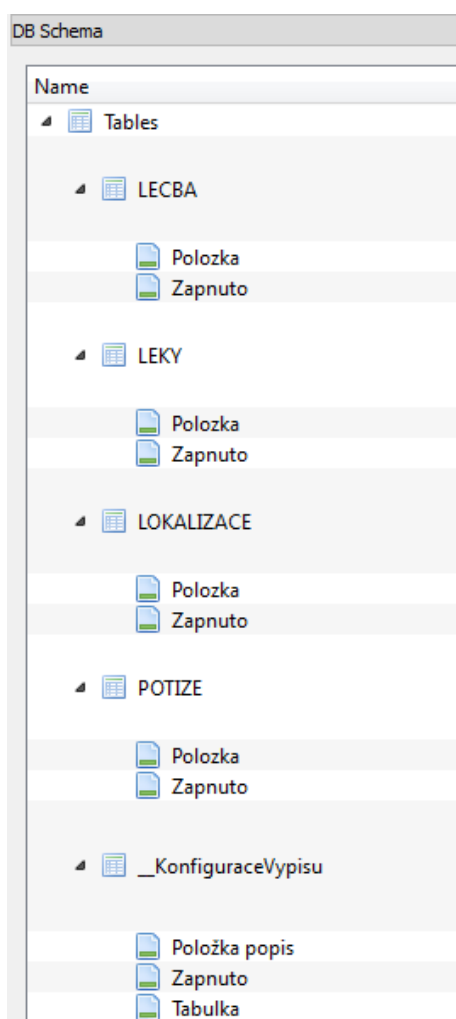 DB Schema
Name
Tables
LECBA
Polozka
Zapnuto
LEKY
Polozka
Zapnuto
LOKALIZACE
Polozka
Zapnuto
POTIZE
Polozka
Zapnuto
__KonfiguraceVypisu
Položka popis
Zapnuto
Tabulka